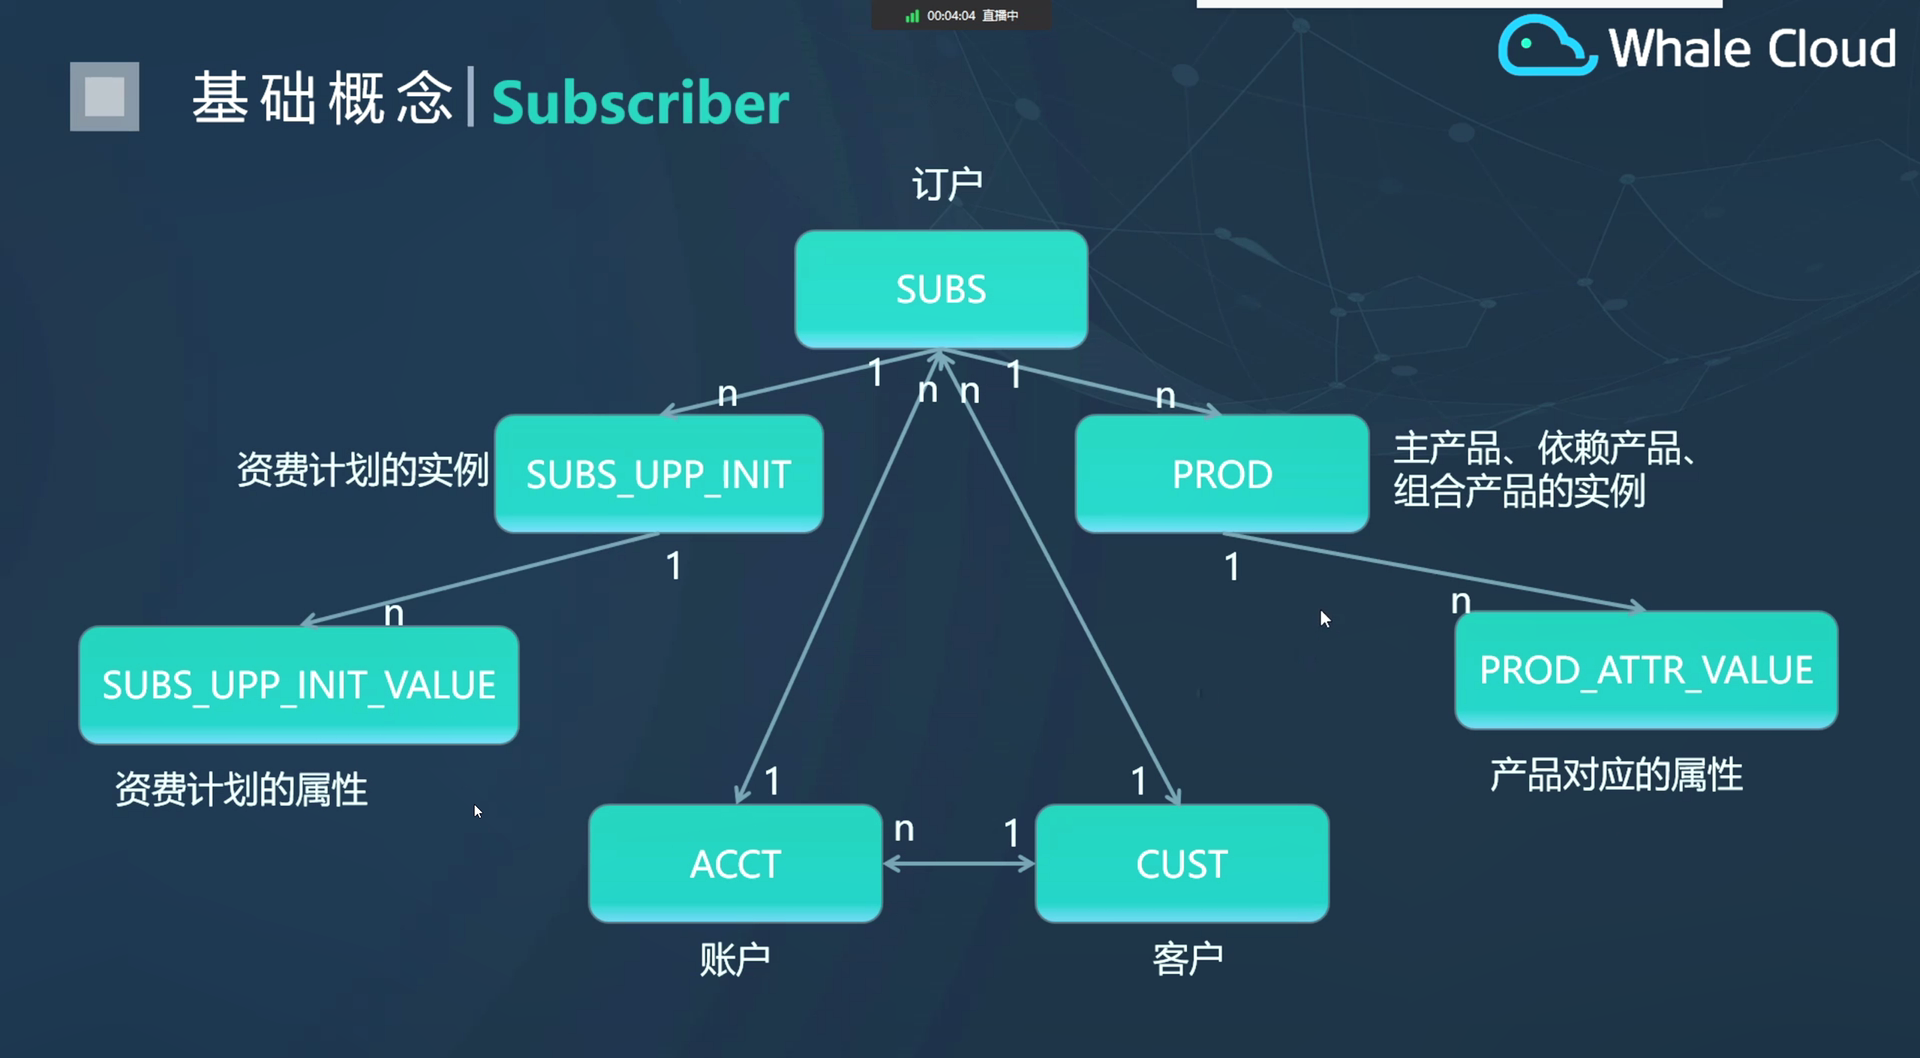 00:04:04 直播中
Whale Cloud
基础概念 Subscriber
订户
SUBS
1
1
n
n
n
n
资费计划的实例
SUBS_UPP_INIT
PROD
主产品、依赖产品、
组合产品的实例
1
1
n
n
SUBS_UPP_INIT_VALUE
PROD_ATTR_VALUE
资费计划的属性
产品对应的属性
1
1
n
1
ACCT
CUST
账户
客户